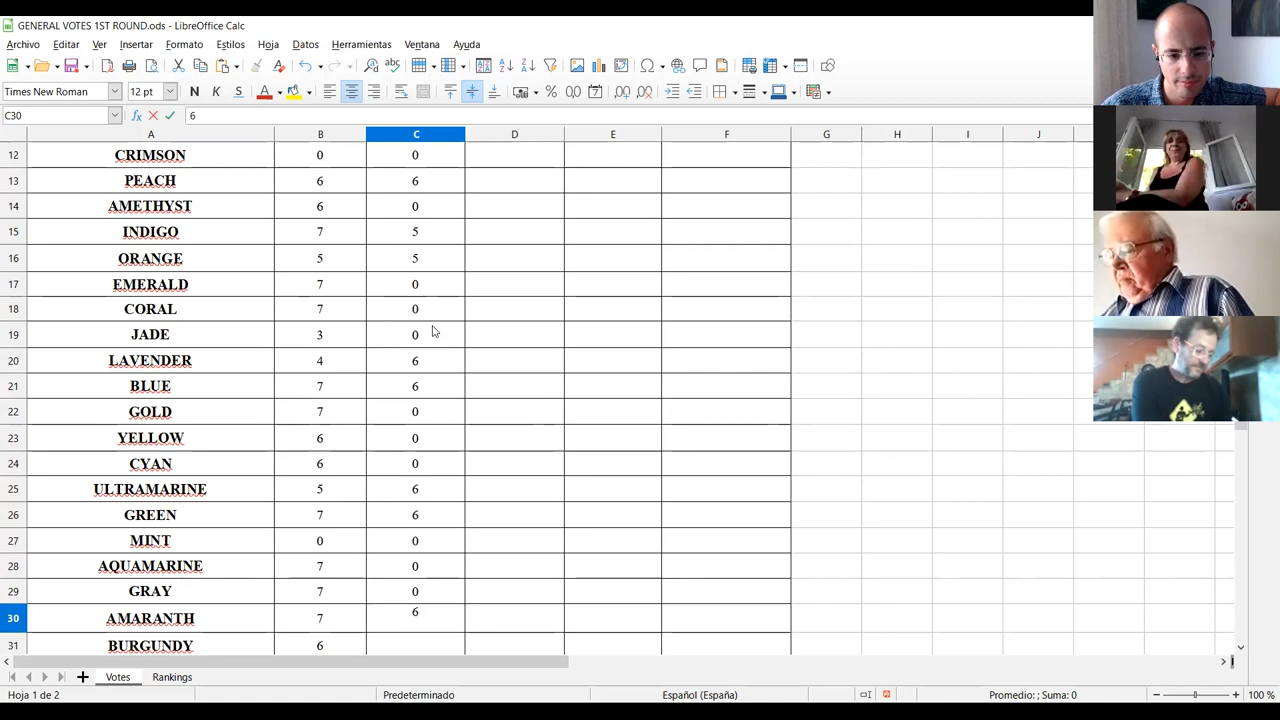 GENERAL VOTES 1ST ROUND.ods - LibreOffice Calc
Archivo Editar Ver Insertar Formato Estilos Hoja Datos Herramientas Ventana Ayuda
Times New Roman 12 pt N K S
C30 6
A B C D E F G H I J
12 CRIMSON 0 0
13 PEACH 6 6
14 AMETHYST 6 0
15 INDIGO 7 5
16 ORANGE 5 5
17 EMERALD 7 0
18 CORAL 7 0
19 JADE 3 0
20 LAVENDER 4 6
21 BLUE 7 6
22 GOLD 7 0
23 YELLOW 6 0
24 CYAN 6 0
25 ULTRAMARINE 5 6
26 GREEN 7 6
27 MINT 0 0
28 AQUAMARINE 7 0
29 GRAY 7 0
30 AMARANTH 7 6
31 BURGUNDY 6
Votes Rankings
Hoja 1 de 2 Predeterminado Español (España) Promedio: ; Suma: 0 100 %